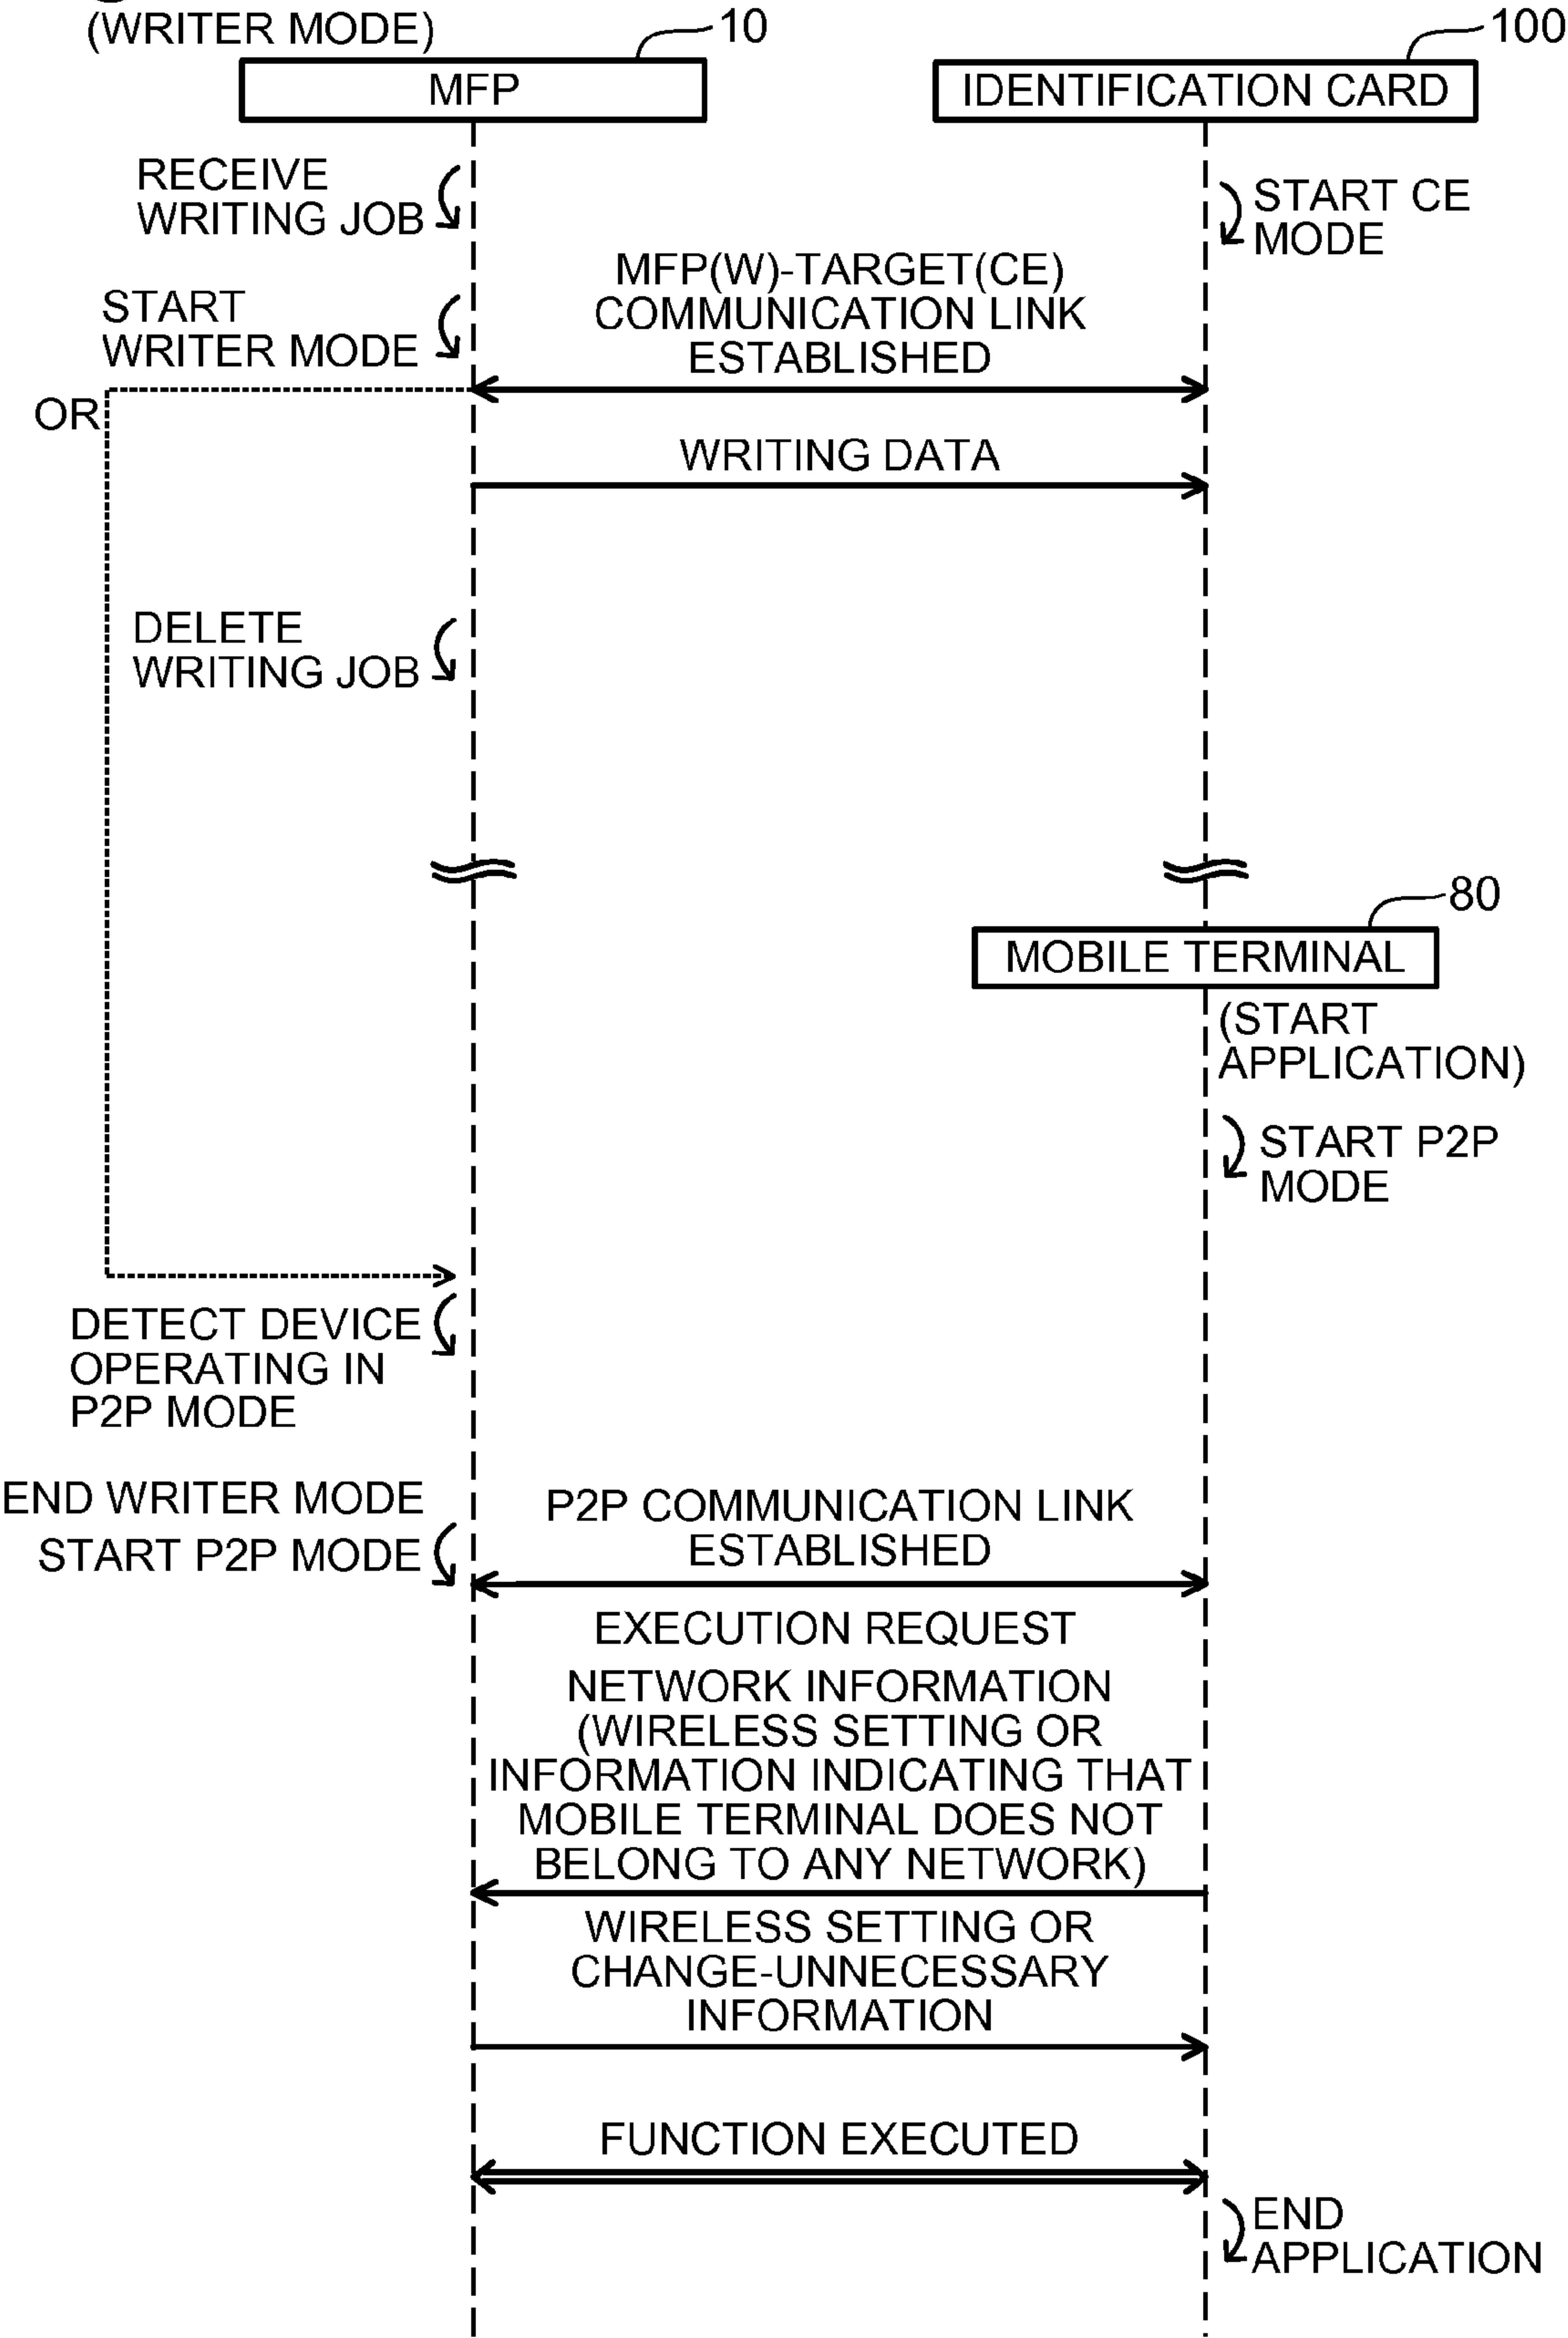 (WRITER MODE)
10
100
MFP
IDENTIFICATION CARD
RECEIVE
WRITING JOB
START CE
MODE
MFP(W)-TARGET(CE)
COMMUNICATION LINK
ESTABLISHED
START
WRITER MODE
OR
WRITING DATA
DELETE
WRITING JOB
80
MOBILE TERMINAL
(START
APPLICATION)
START P2P
MODE
DETECT DEVICE
OPERATING IN
P2P MODE
END WRITER MODE
START P2P MODE
P2P COMMUNICATION LINK
ESTABLISHED
EXECUTION REQUEST
NETWORK INFORMATION
(WIRELESS SETTING OR
INFORMATION INDICATING THAT
MOBILE TERMINAL DOES NOT
BELONG TO ANY NETWORK)
WIRELESS SETTING OR
CHANGE-UNNECESSARY
INFORMATION
FUNCTION EXECUTED
END
APPLICATION